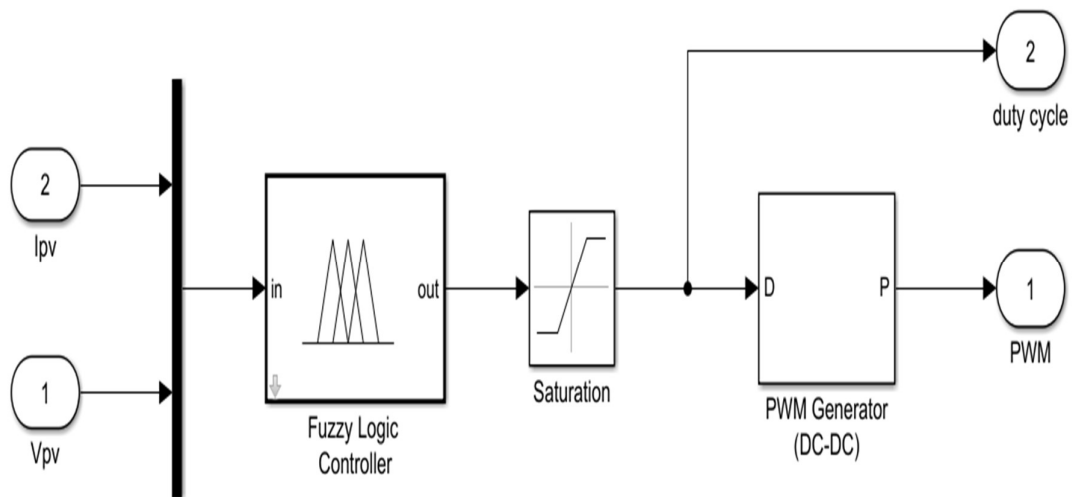 2
duty cycle
2
Ipv
in
out
D
P
1
PWM
Saturation
PWM Generator
(DC-DC)
1
Vpv
Fuzzy Logic
Controller